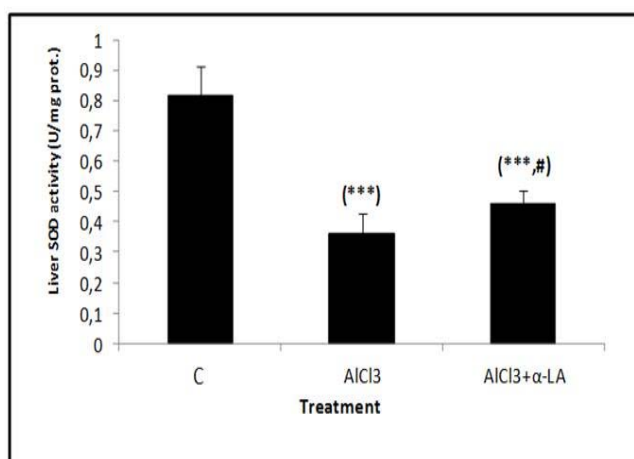 Liver SOD activity (U/mg prot.)
1
0,9
0,8
0,7
0,6
0,5
0,4
0,3
0,2
0,1
0
(***)
(***,#)
C
AlCl3
AlCl3+α-LA
Treatment